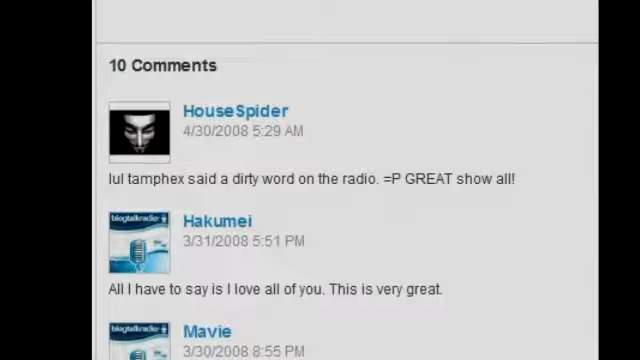 10 Comments
HouseSpider
4/30/2008 5:29 AM
lul tamphex said a dirty word on the radio. =P GREAT show all!
blogtalkradio
Hakumei
3/31/2008 5:51 PM
All I have to say is I love all of you. This is very great.
blogtalkradio
Mavie
3/30/2008 8:55 PM